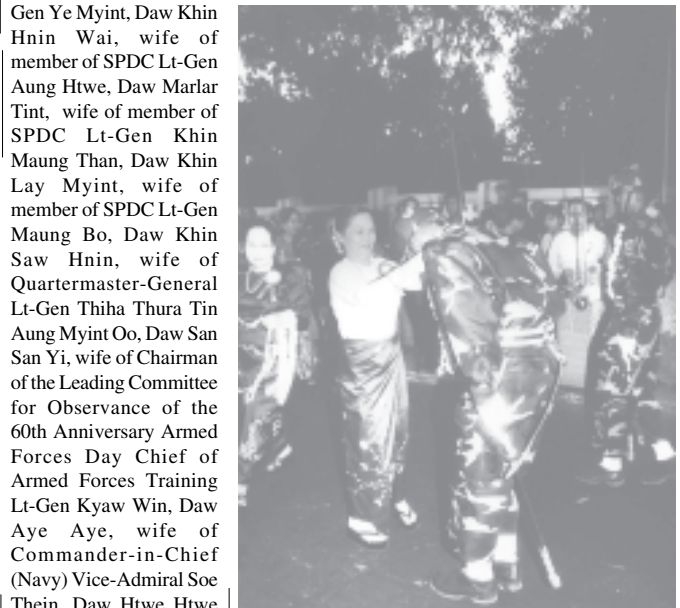 Gen Ye Myint, Daw Khin
Hnin Wai, wife of
member of SPDC Lt-Gen
Aung Htwe, Daw Marlar
Tint, wife of member of
SPDC Lt-Gen Khin
Maung Than, Daw Khin
Lay Myint, wife of
member of SPDC Lt-Gen
Maung Bo, Daw Khin
Saw Hnin, wife of
Quartermaster-General
Lt-Gen Thiha Thura Tin
Aung Myint Oo, Daw San
San Yi, wife of Chairman
of the Leading Committee
for Observance of the
60th Anniversary Armed
Forces Day Chief of
Armed Forces Training
Lt-Gen Kyaw Win, Daw
Aye Aye, wife of
Commander-in-Chief
(Navy) Vice-Admiral Soe
Thein, Daw Htwe Htwe